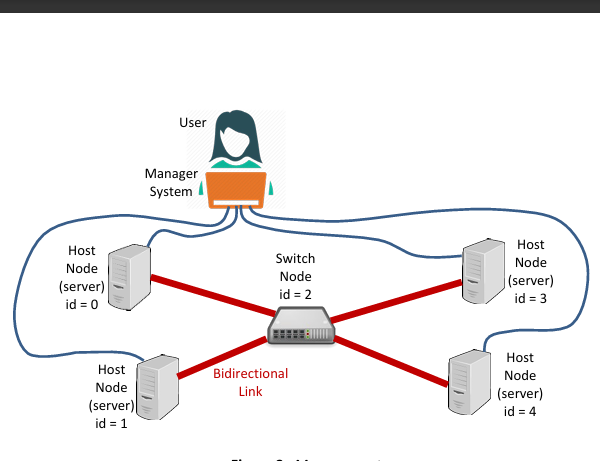 User
Manager
System
Host
Node
(server)
id = 0
Switch
Node
id = 2
Host
Node
(server)
id = 3
Bidirectional
Link
Host
Node
(server)
id = 1
Host
Node
(server)
id = 4